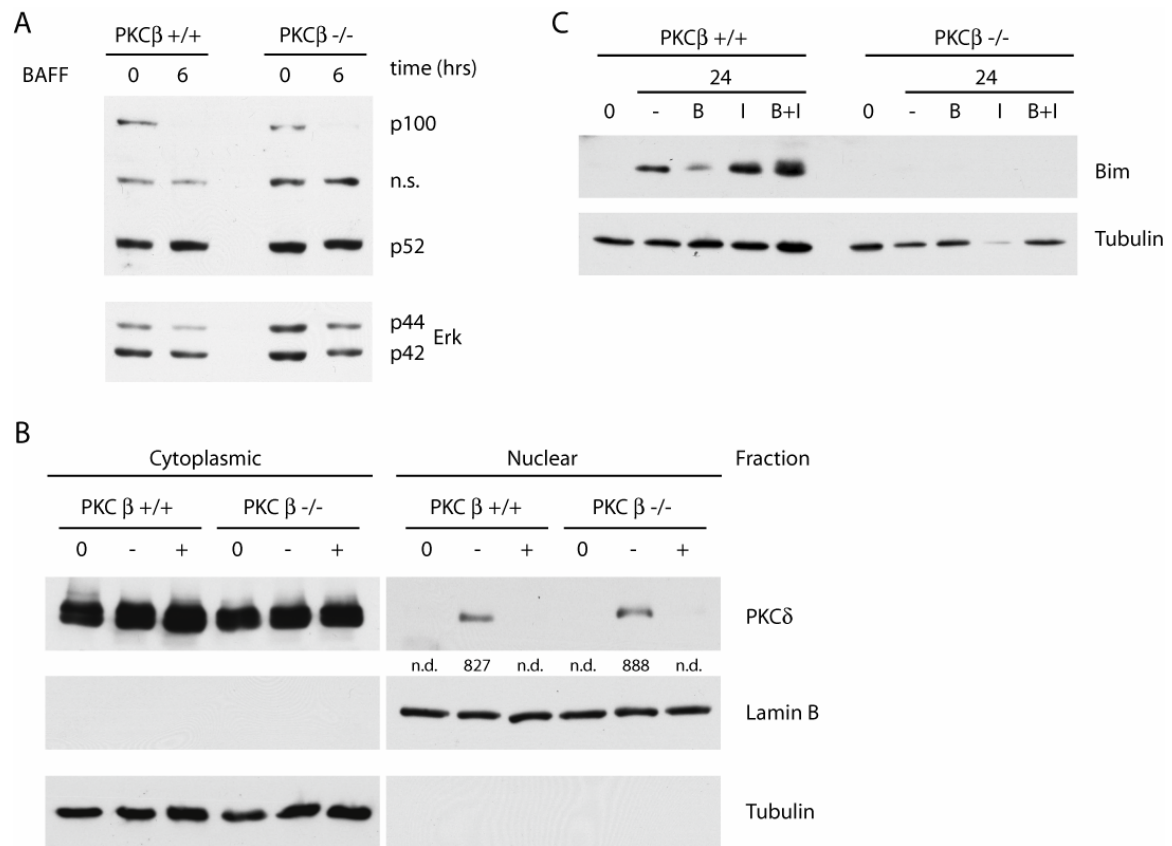 A
PKCβ +/+ PKCβ -/-
BAFF 0 6 0 6 time (hrs)
p100
n.s.
p52
p44
Erk
p42
C
PKCβ +/+ PKCβ -/-
24 24
0 - B I B+I 0 - B I B+I
Bim
Tubulin
B
Cytoplasmic Nuclear Fraction
PKC β +/+ PKC β -/- PKC β +/+ PKC β -/-
0 - + 0 - + 0 - + 0 - +
PKCδ
n.d. 827 n.d. n.d. 888 n.d.
Lamin B
Tubulin